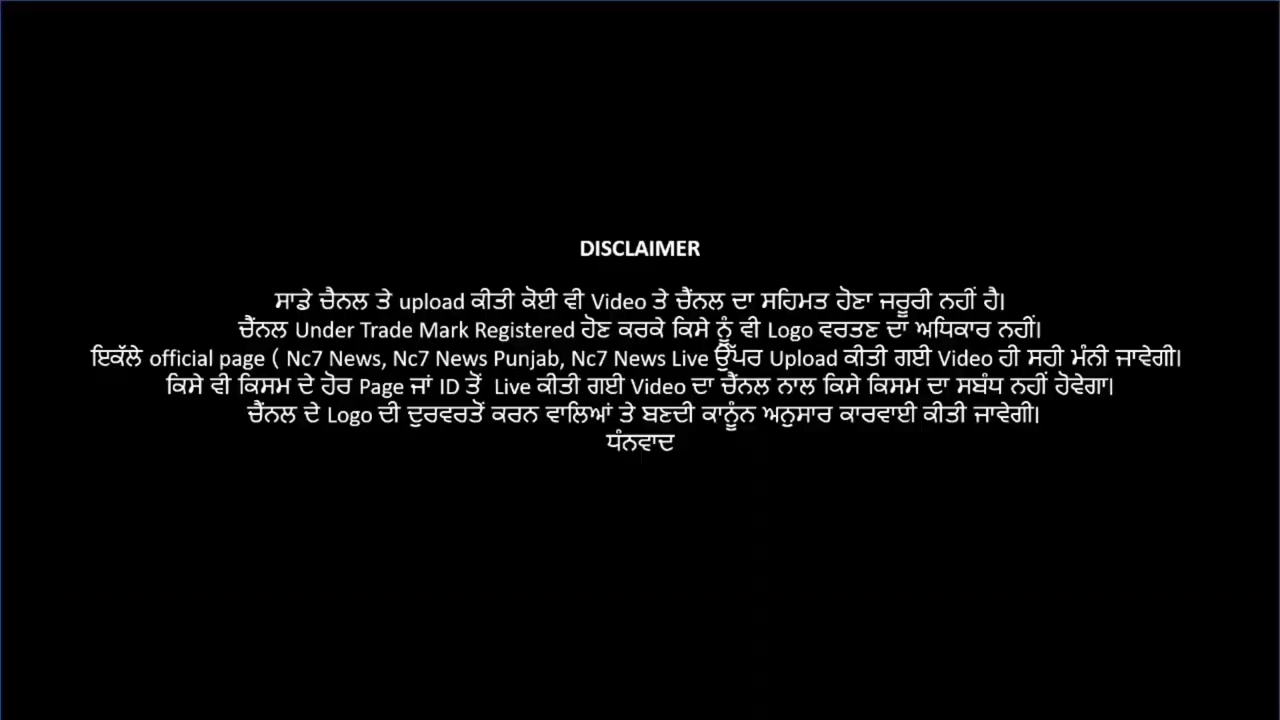 DISCLAIMER
ਸਾਡੇ ਚੈਨਲ ਤੇ upload ਕੀਤੀ ਕੋਈ ਵੀ Video ਤੇ ਚੈਂਨਲ ਦਾ ਸਹਿਮਤ ਹੋਣਾ ਜਰੂਰੀ ਨਹੀਂ ਹੈ।
ਚੈਂਨਲ Under Trade Mark Registered ਹੋਣ ਕਰਕੇ ਕਿਸੇ ਨੂੰ ਵੀ Logo ਵਰਤਣ ਦਾ ਅਧਿਕਾਰ ਨਹੀਂ।
ਇਕੱਲੇ official page ( Nc7 News, Nc7 News Punjab, Nc7 News Live ਉੱਪਰ Upload ਕੀਤੀ ਗਈ Video ਹੀ ਸਹੀ ਮੰਨੀ ਜਾਵੇਗੀ।
ਕਿਸੇ ਵੀ ਕਿਸਮ ਦੇ ਹੋਰ Page ਜਾਂ ID ਤੋਂ Live ਕੀਤੀ ਗਈ Video ਦਾ ਚੈਂਨਲ ਨਾਲ ਕਿਸੇ ਕਿਸਮ ਦਾ ਸਬੰਧ ਨਹੀਂ ਹੋਵੇਗਾ।
ਚੈਂਨਲ ਦੇ Logo ਦੀ ਦੁਰਵਰਤੋਂ ਕਰਨ ਵਾਲਿਆਂ ਤੇ ਬਣਦੀ ਕਾਨੂੰਨ ਅਨੁਸਾਰ ਕਾਰਵਾਈ ਕੀਤੀ ਜਾਵੇਗੀ।
ਧੰਨਵਾਦ